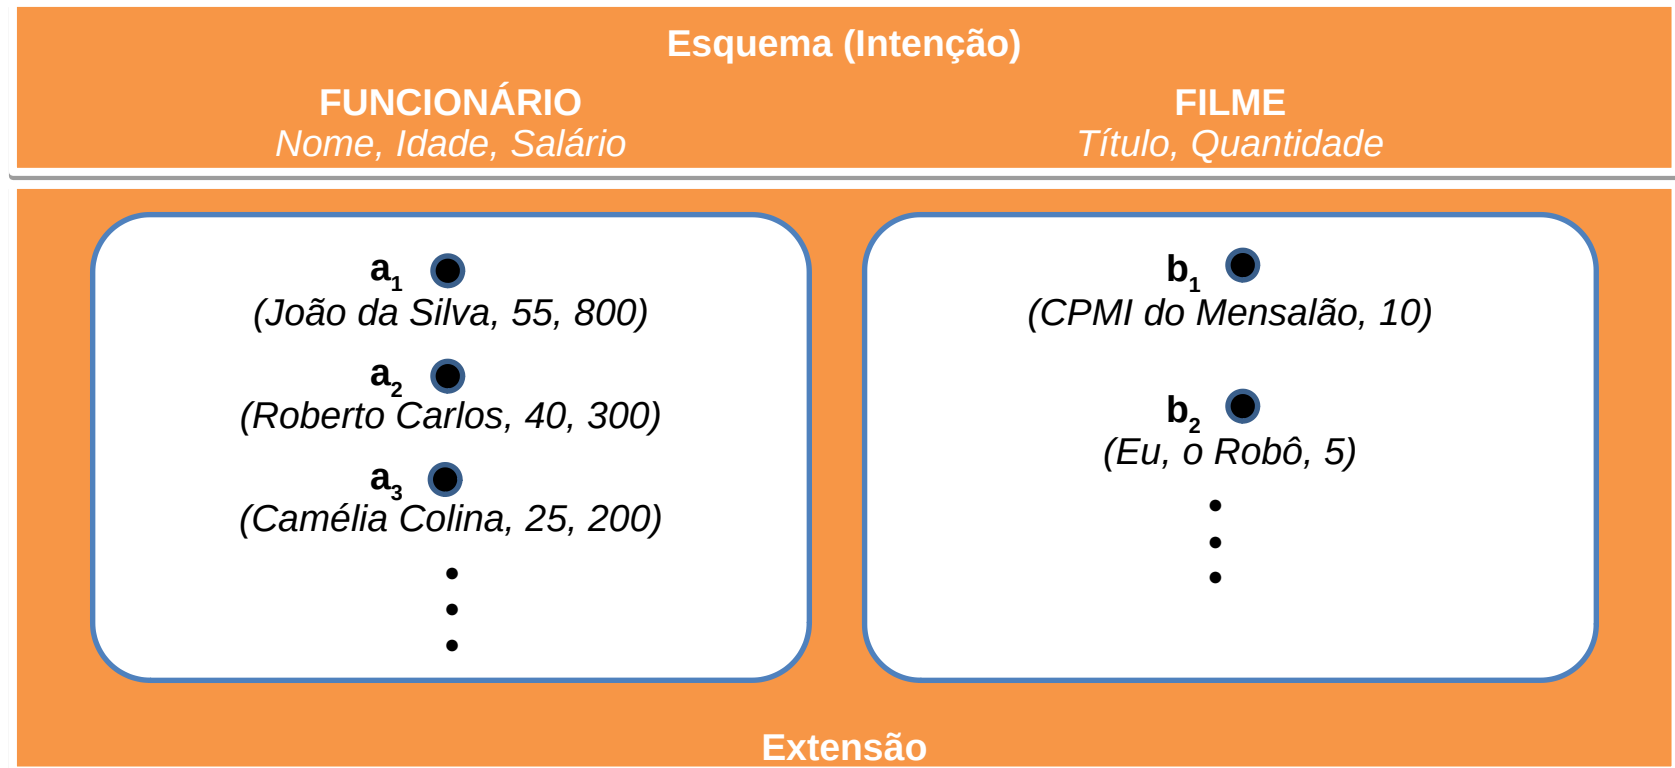 Esquema (Intenção)
FUNCIONÁRIO
Nome, Idade, Salário
FILME
Título, Quantidade
a1
(João da Silva, 55, 800)
a2
(Roberto Carlos, 40, 300)
a3
(Camélia Colina, 25, 200)
b1
(CPMI do Mensalão, 10)
b2
(Eu, o Robô, 5)
Extensão